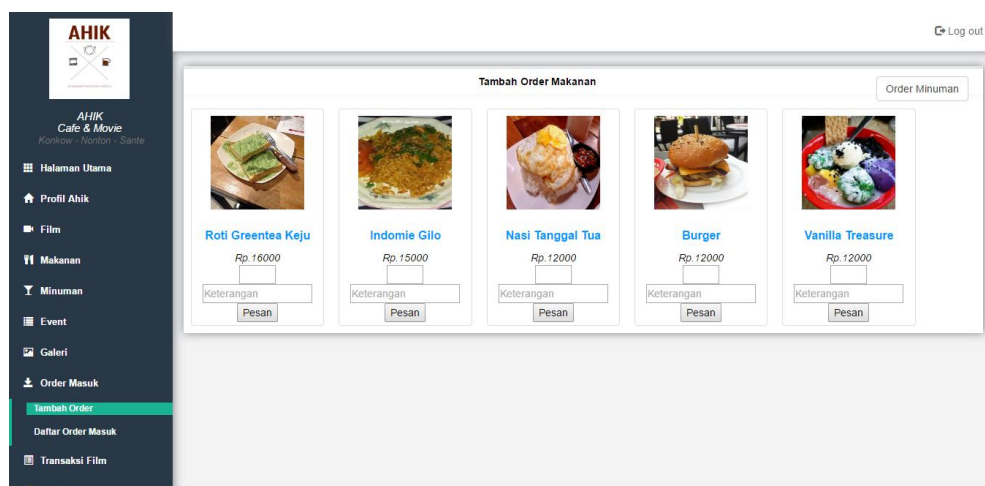 AHIK
AHIK
Cafe & Movie
Konkow - Nonton - Sante
Halaman Utama
Profil Ahik
Film
Makanan
Minuman
Event
Galeri
Order Masuk
Tambah Order
Daftar Order Masuk
Transaksi Film
Log out
Tambah Order Makanan
Order Minuman
Roti Greentea Keju
Rp.16000
Keterangan
Pesan
Indomie Gilo
Rp.15000
Keterangan
Pesan
Nasi Tanggal Tua
Rp.12000
Keterangan
Pesan
Burger
Rp.12000
Keterangan
Pesan
Vanilla Treasure
Rp.12000
Keterangan
Pesan